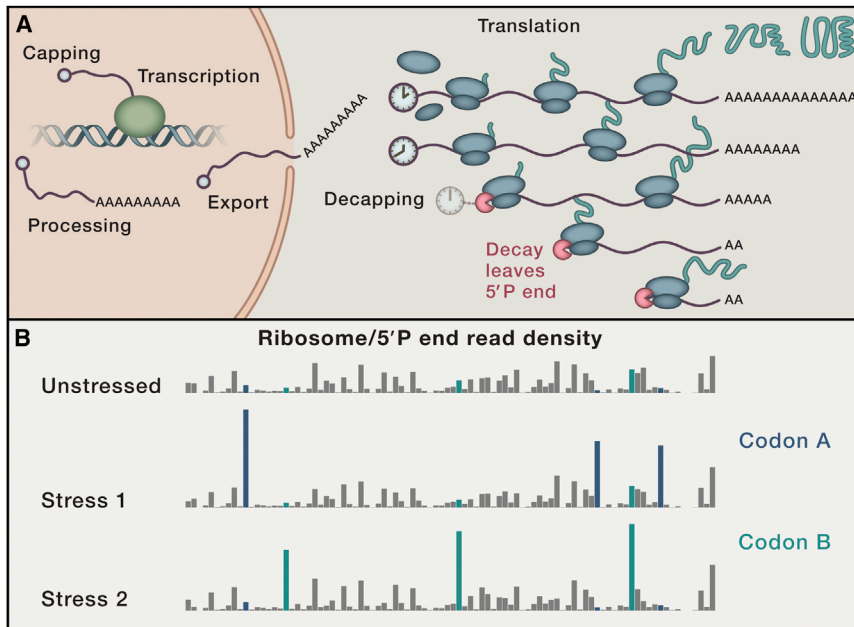 A
Capping
Transcription
AAAAAAAAA
AAAAAAAAA
Processing
Export
Translation
AAAAAAAAAAAAAAA
AAAAAAAA
Decapping
AAAAA
Decay
leaves
5′P end
AA
AA
B
Ribosome/5′P end read density
Unstressed
Codon A
Stress 1
Codon B
Stress 2